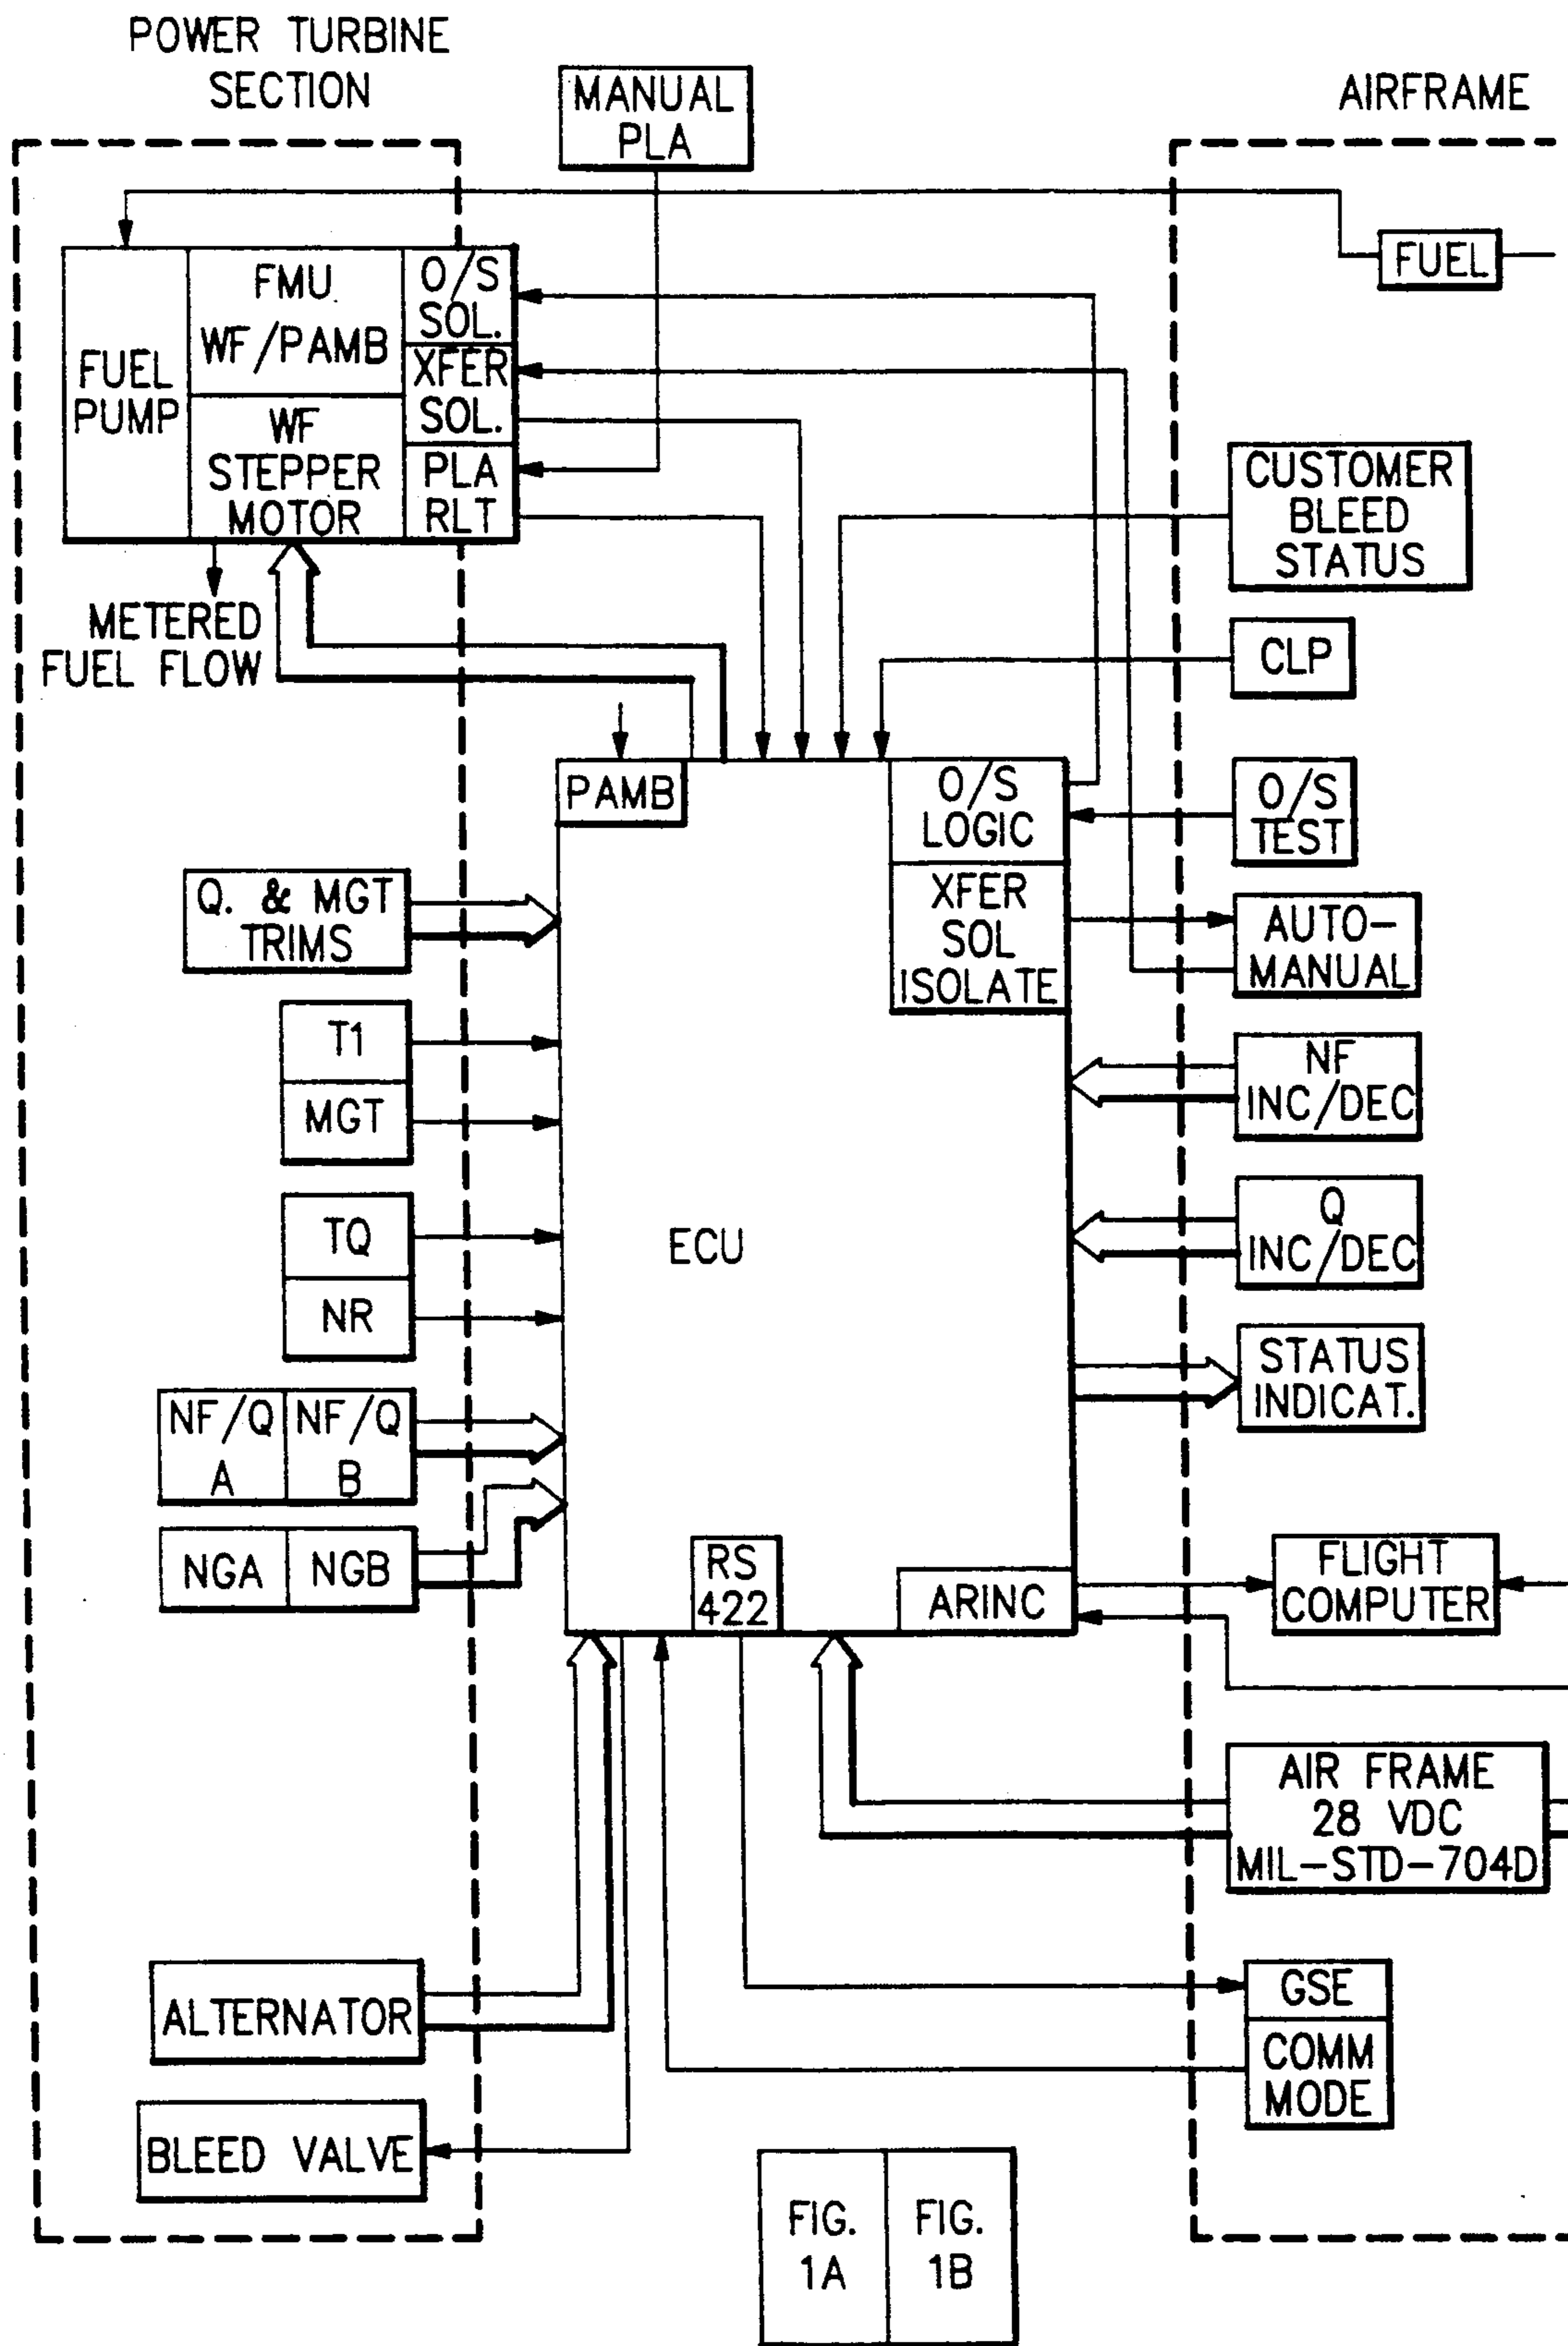 POWER TURBINE
SECTION
MANUAL
PLA
AIRFRAME
FUEL
FUEL
PUMP
FMU
WF/PAMB
WF
STEPPER
MOTOR
O/S
SOL.
XFER
SOL.
PLA
RLT
METERED
FUEL FLOW
CUSTOMER
BLEED
STATUS
CLP
PAMB
O/S
LOGIC
XFER
SOL
ISOLATE
O/S
TEST
AUTO-
MANUAL
Q. & MGT
TRIMS
T1
MGT
TQ
NR
ECU
NF
INC/DEC
Q
INC/DEC
STATUS
INDICAT.
NF/Q
A
NF/Q
B
NGA
NGB
RS
422
ARINC
FLIGHT
COMPUTER
AIR FRAME
28 VDC
MIL-STD-704D
ALTERNATOR
GSE
COMM
MODE
BLEED VALVE
FIG.
1A
FIG.
1B